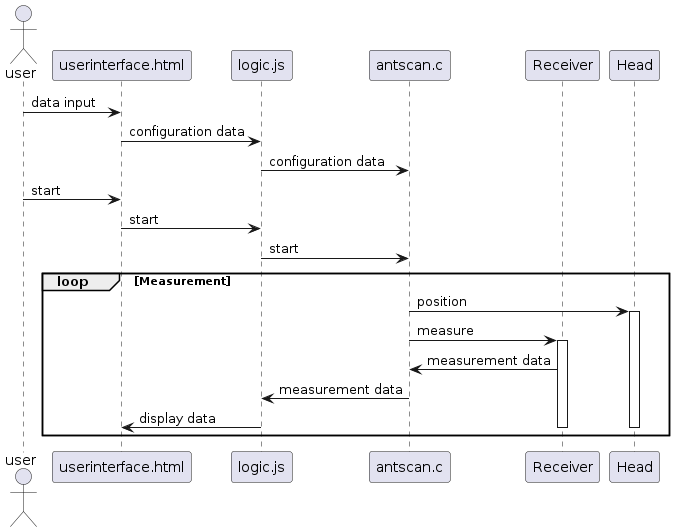 user
userinterface.html
logic.js
antscan.c
Receiver
Head
data input
configuration data
configuration data
start
start
start
loop
[Measurement]
position
measure
measurement data
measurement data
display data
user
userinterface.html
logic.js
antscan.c
Receiver
Head